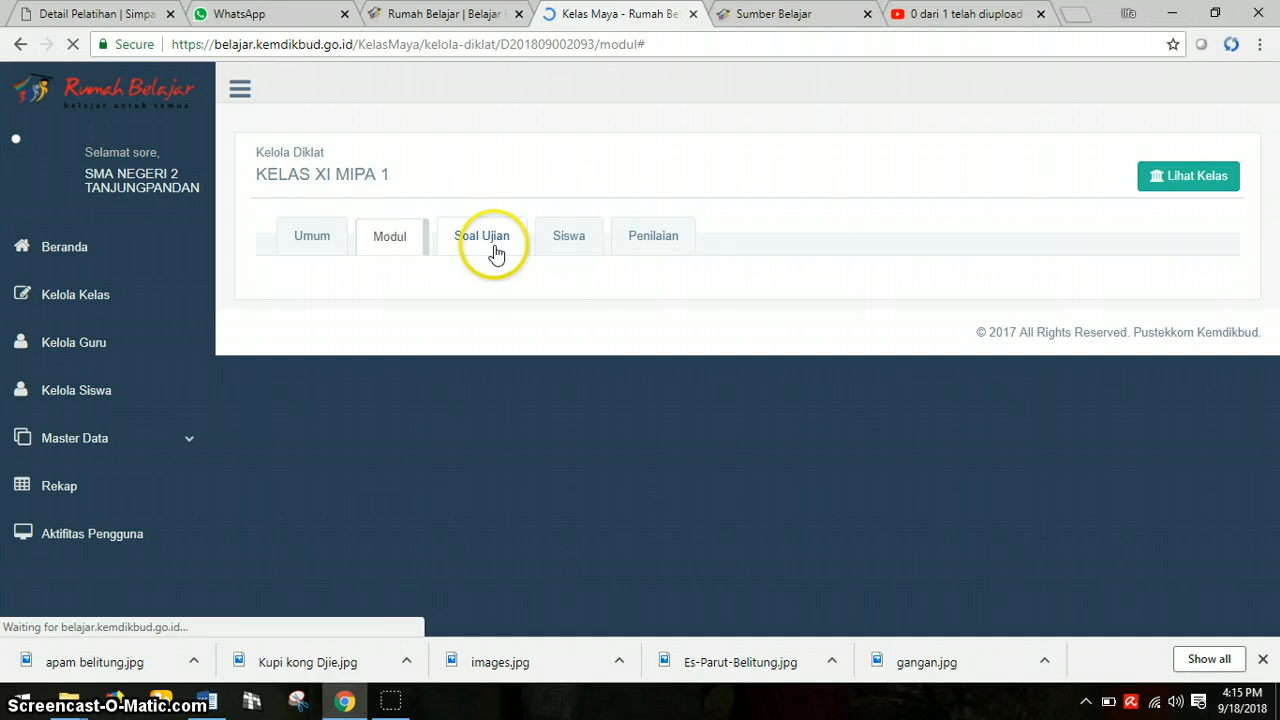 Detail Pelatihan | Simpa
WhatsApp
Rumah Belajar | Belajar
Kelas Maya - Rumah Be
Sumber Belajar
0 dari 1 telah diupload
Secure
https://belajar.kemdikbud.go.id/KelasMaya/kelola-diklat/D201809002093/modul#
Rumah Belajar
belajar untuk semua
Selamat sore,
SMA NEGERI 2
TANJUNGPANDAN
Beranda
Kelola Kelas
Kelola Guru
Kelola Siswa
Master Data
Rekap
Aktifitas Pengguna
Kelola Diklat
KELAS XI MIPA 1
Lihat Kelas
Umum
Modul
Soal Ujian
Siswa
Penilaian
© 2017 All Rights Reserved. Pustekkom Kemdikbud.
Waiting for belajar.kemdikbud.go.id...
apam belitung.jpg
Kupi kong Djie.jpg
images.jpg
Es-Parut-Belitung.jpg
gangan.jpg
Show all
Screencast-O-Matic.com
4:15 PM
9/18/2018